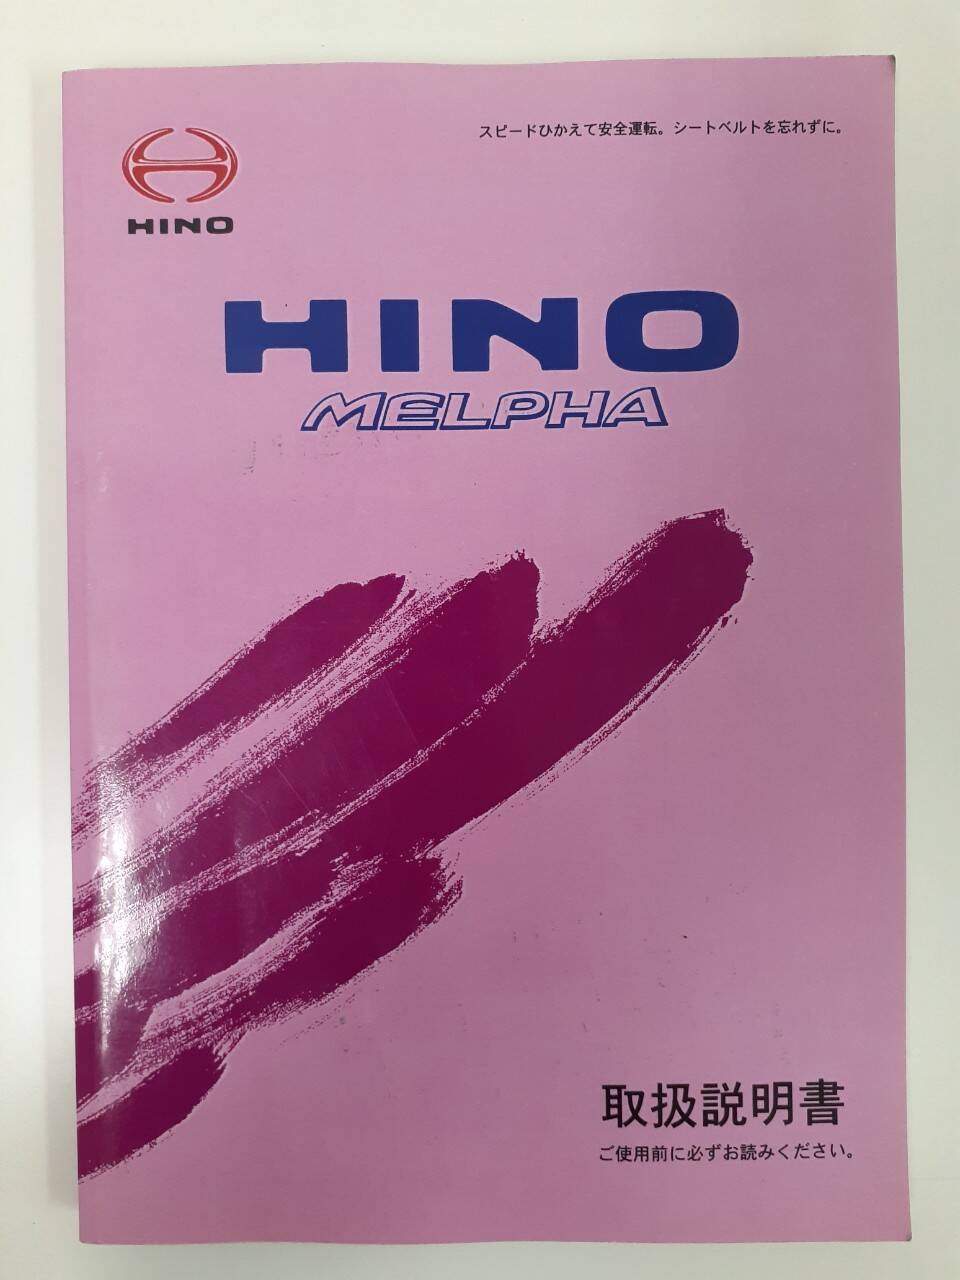 スピードひかえて安全運転。シートベルトを忘れずに。
HINO
HINO
MELPHA
取扱説明書
ご使用前に必ずお読みください。